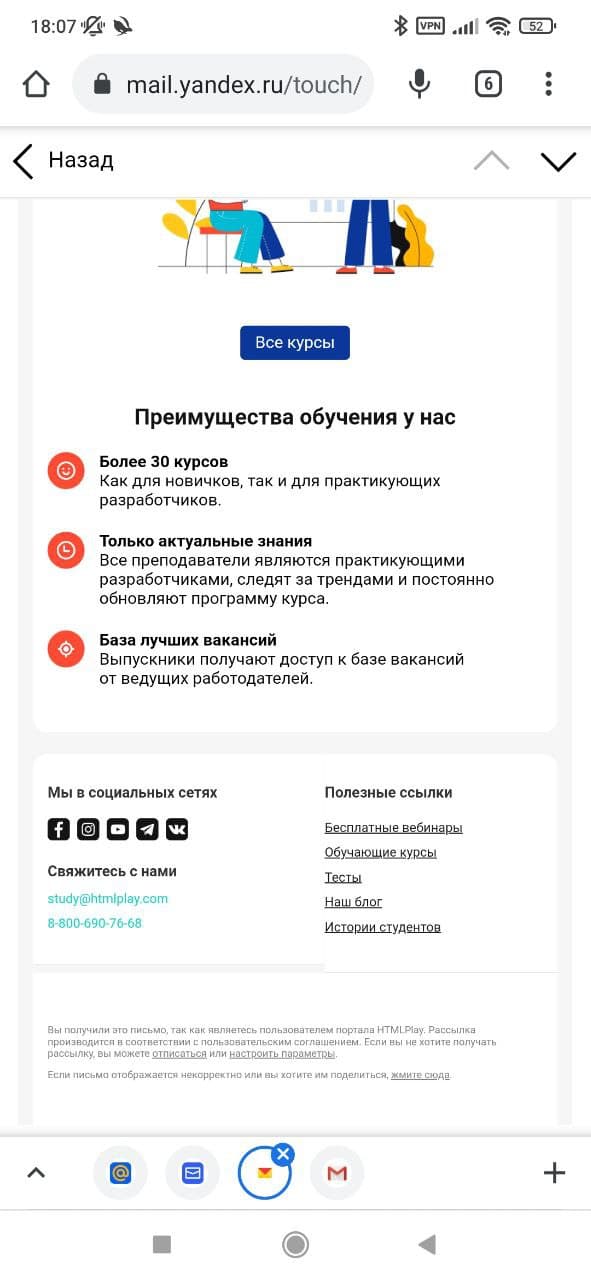 18:07
VPN
52
mail.yandex.ru/touch/
6
Назад
Все курсы
Преимущества обучения у нас
Более 30 курсов
Как для новичков, так и для практикующих
разработчиков.
Только актуальные знания
Все преподаватели являются практикующими
разработчиками, следят за трендами и постоянно
обновляют программу курса.
База лучших вакансий
Выпускники получают доступ к базе вакансий
от ведущих работодателей.
Мы в социальных сетях
Свяжитесь с нами
study@htmlplay.com
8-800-690-76-68
Полезные ссылки
Бесплатные вебинары
Обучающие курсы
Тесты
Наш блог
Истории студентов
Вы получили это письмо, так как являетесь пользователем портала HTMLPlay. Рассылка
производится в соответствии с пользовательским соглашением. Если вы не хотите получать
рассылку, вы можете отписаться или настроить параметры.
Если письмо отображается некорректно или вы хотите им поделиться, жмите сюда